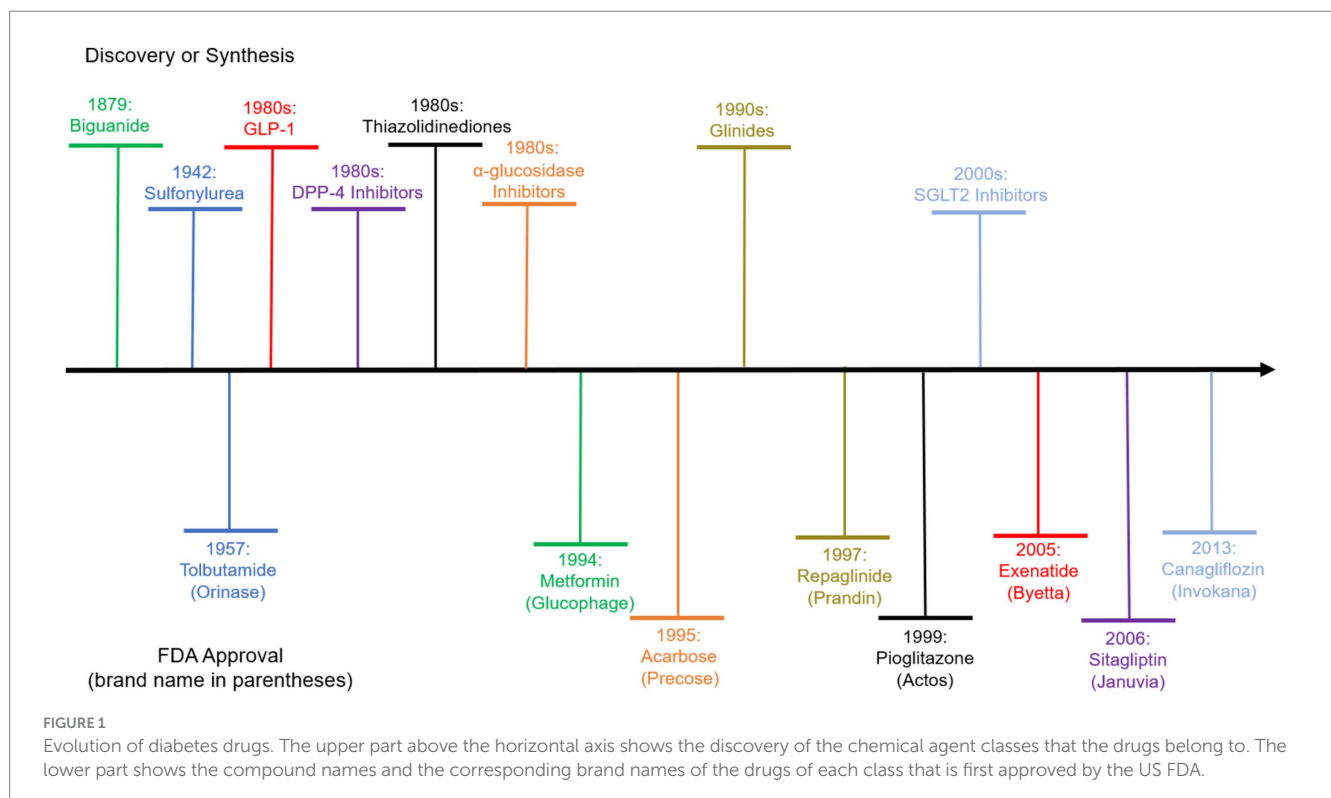 Discovery or Synthesis
1879:
Biguanide
1942:
Sulfonylurea
1980s:
GLP-1
1980s:
DPP-4 Inhibitors
1980s:
Thiazolidinediones
1980s:
α-glucosidase
Inhibitors
1990s:
Glinides
2000s:
SGLT2 Inhibitors
1957:
Tolbutamide
(Orinase)
1994:
Metformin
(Glucophage)
1995:
Acarbose
(Precose)
1997:
Repaglinide
(Prandin)
1999:
Pioglitazone
(Actos)
2005:
Exenatide
(Byetta)
2006:
Sitagliptin
(Januvia)
2013:
Canagliflozin
(Invokana)
FDA Approval
(brand name in parentheses)
FIGURE 1
Evolution of diabetes drugs. The upper part above the horizontal axis shows the discovery of the chemical agent classes that the drugs belong to. The
lower part shows the compound names and the corresponding brand names of the drugs of each class that is first approved by the US FDA.